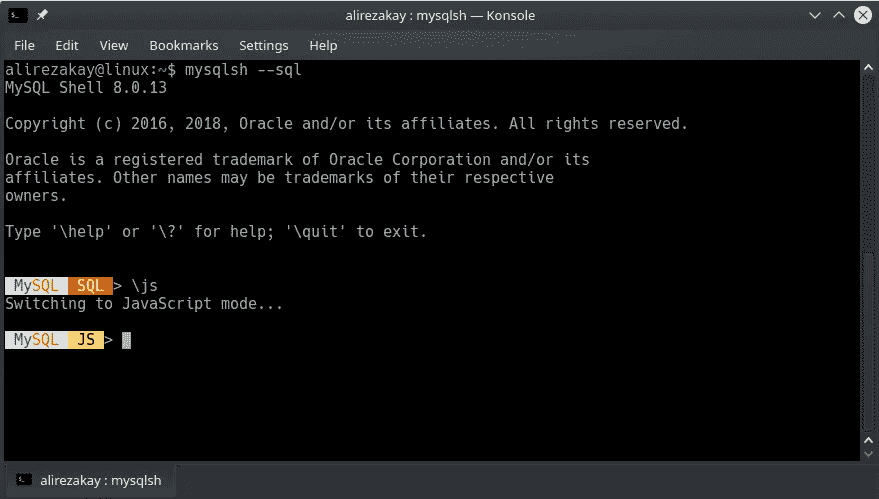 alirezakay : mysqlsh — Konsole
File Edit View Bookmarks Settings Help
alirezakay@linux:~$ mysqlsh --sql
MySQL Shell 8.0.13
Copyright (c) 2016, 2018, Oracle and/or its affiliates. All rights reserved.
Oracle is a registered trademark of Oracle Corporation and/or its
affiliates. Other names may be trademarks of their respective
owners.
Type '\help' or '\?' for help; '\quit' to exit.
MySQL SQL > \js
Switching to JavaScript mode...
MySQL JS >
alirezakay : mysqlsh